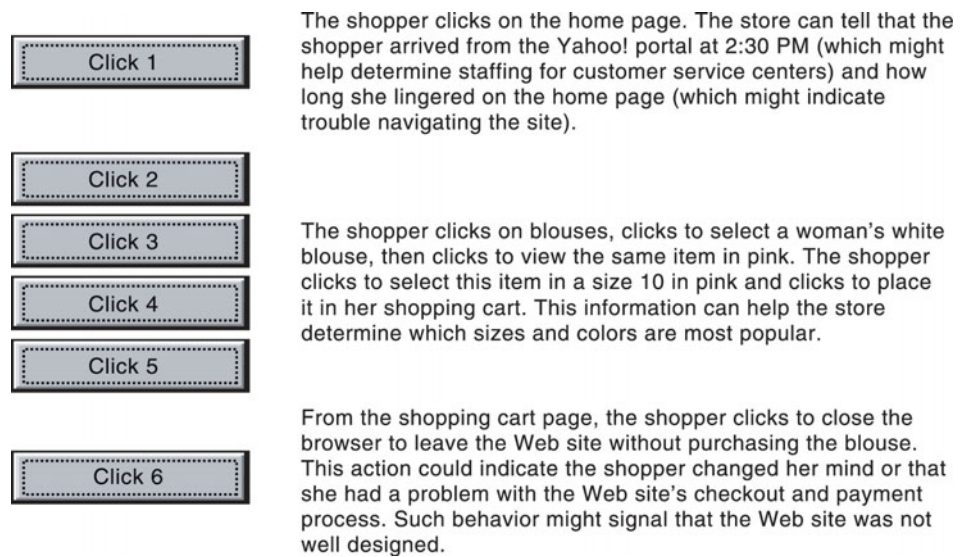 Click 1
The shopper clicks on the home page. The store can tell that the
shopper arrived from the Yahoo! portal at 2:30 PM (which might
help determine staffing for customer service centers) and how
long she lingered on the home page (which might indicate
trouble navigating the site).
Click 2
Click 3
Click 4
Click 5
The shopper clicks on blouses, clicks to select a woman's white
blouse, then clicks to view the same item in pink. The shopper
clicks to select this item in a size 10 in pink and clicks to place
it in her shopping cart. This information can help the store
determine which sizes and colors are most popular.
Click 6
From the shopping cart page, the shopper clicks to close the
browser to leave the Web site without purchasing the blouse.
This action could indicate the shopper changed her mind or that
she had a problem with the Web site's checkout and payment
process. Such behavior might signal that the Web site was not
well designed.